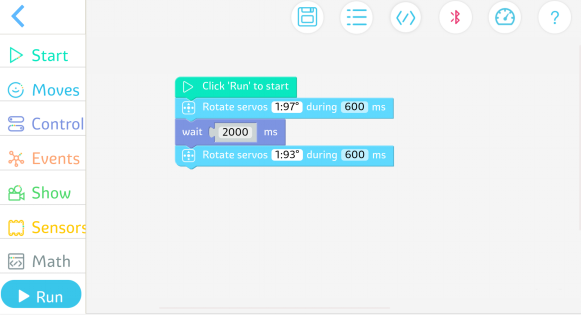 Start
Moves
Control
Events
Show
Sensors
Math
Run
Click 'Run' to start
Rotate servos 1:97° during 600 ms
wait 2000 ms
Rotate servos 1:93° during 600 ms
?